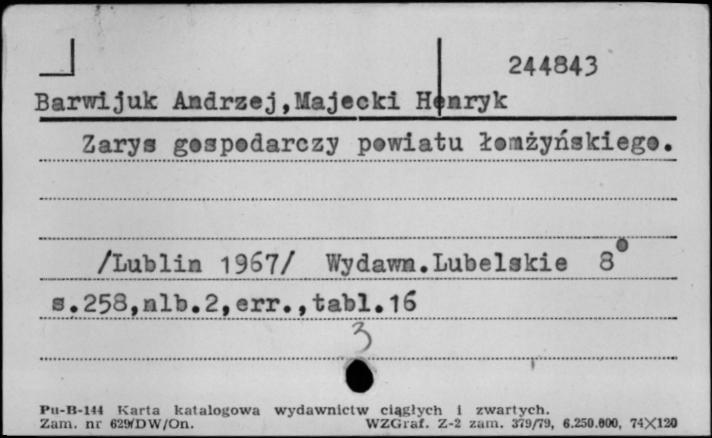 244843
Barwijuk Andrzej,Majecki Henryk
Zarys gospodarczy powiatu łomżyńskiego.
/Lublin 1967/ Wydawn.Lubelskie 8°
s.258,nlb.2,err.,tabl.16
3
Pu-B-144 Karta katalogowa wydawnictw ciągłych i zwartych.
Zam. nr 629/DW/On. WZGraf. Z-2 zam. 379/79, 6.250.000, 74X120